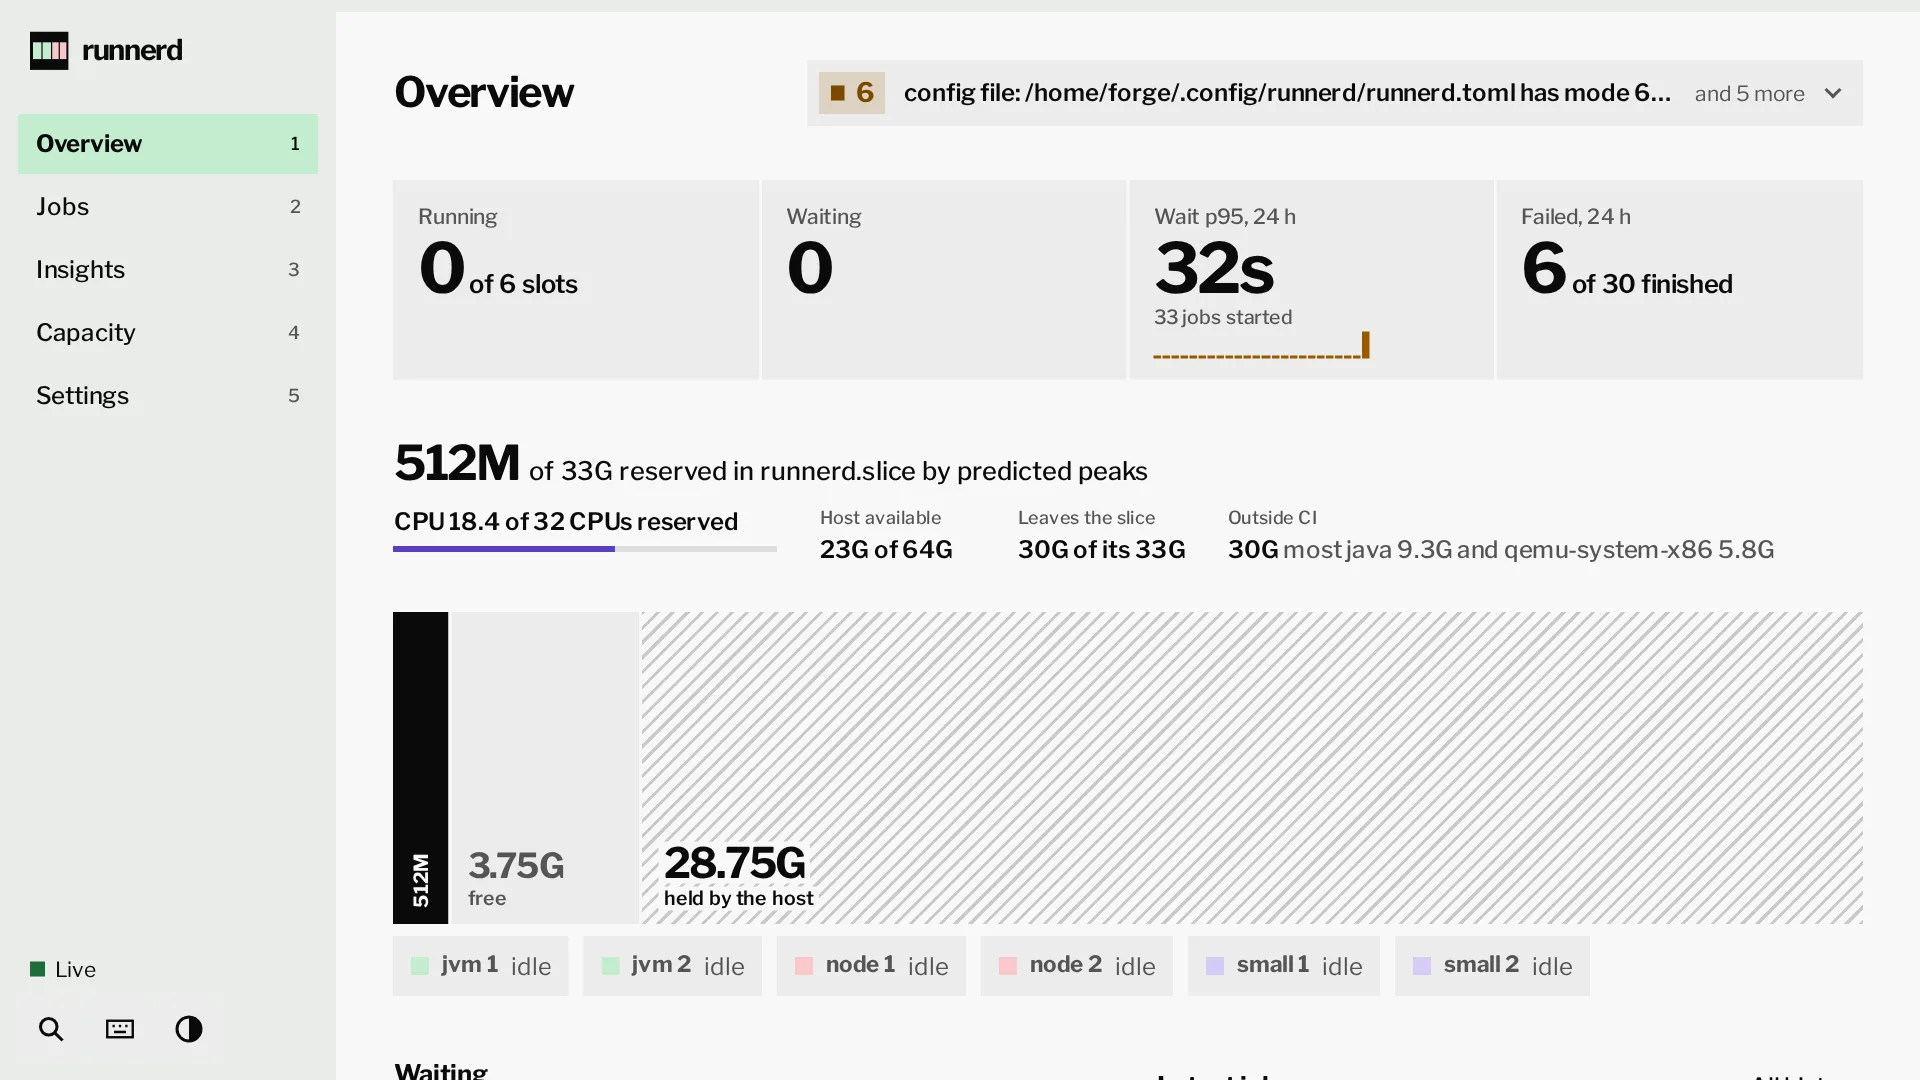 runnerd
Overview 1
Jobs 2
Insights 3
Capacity 4
Settings 5
Live
Overview
6 config file: /home/forge/.config/runnerd/runnerd.toml has mode 6... and 5 more
Running
0 of 6 slots
Waiting
0
Wait p95, 24 h
32s
33 jobs started
Failed, 24 h
6 of 30 finished
512M of 33G reserved in runnerd.slice by predicted peaks
CPU 18.4 of 32 CPUs reserved
Host available
23G of 64G
Leaves the slice
30G of its 33G
Outside CI
30G most java 9.3G and qemu-system-x86 5.8G
512M
3.75G
free
28.75G
held by the host
jvm 1 idle
jvm 2 idle
node 1 idle
node 2 idle
small 1 idle
small 2 idle
Waiting